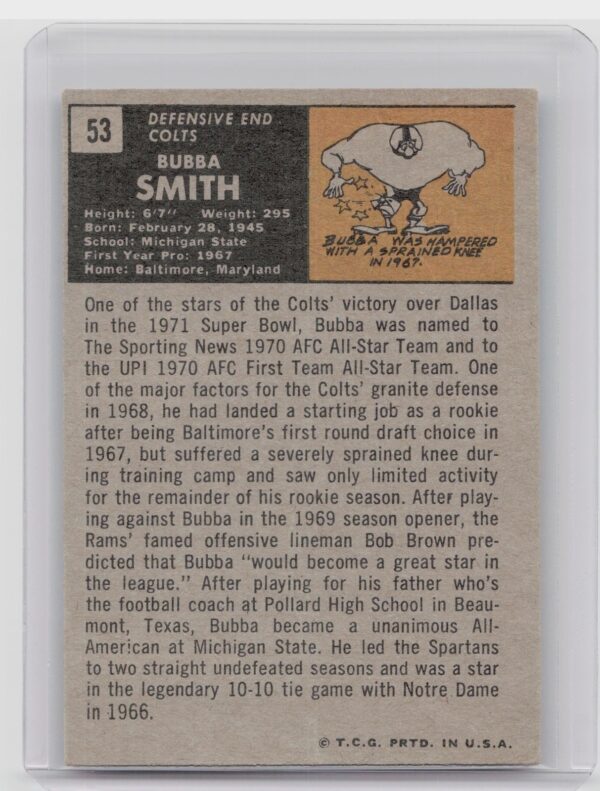 53
DEFENSIVE END
COLTS
BUBBA
SMITH
Height: 6'7" Weight: 295
Born: February 28, 1945
School: Michigan State
First Year Pro: 1967
Home: Baltimore, Maryland
BUBBA WAS HAMPERED
WITH A SPRAINED KNEE
IN 1967.
One of the stars of the Colts' victory over Dallas
in the 1971 Super Bowl, Bubba was named to
The Sporting News 1970 AFC All-Star Team and to
the UPI 1970 AFC First Team All-Star Team. One
of the major factors for the Colts' granite defense
in 1968, he had landed a starting job as a rookie
after being Baltimore's first round draft choice in
1967, but suffered a severely sprained knee dur-
ing training camp and saw only limited activity
for the remainder of his rookie season. After play-
ing against Bubba in the 1969 season opener, the
Rams' famed offensive lineman Bob Brown pre-
dicted that Bubba "would become a great star in
the league." After playing for his father who's
the football coach at Pollard High School in Beau-
mont, Texas, Bubba became a unanimous All-
American at Michigan State. He led the Spartans
to two straight undefeated seasons and was a star
in the legendary 10-10 tie game with Notre Dame
in 1966.
© T.C.G. PRTD. IN U.S.A.